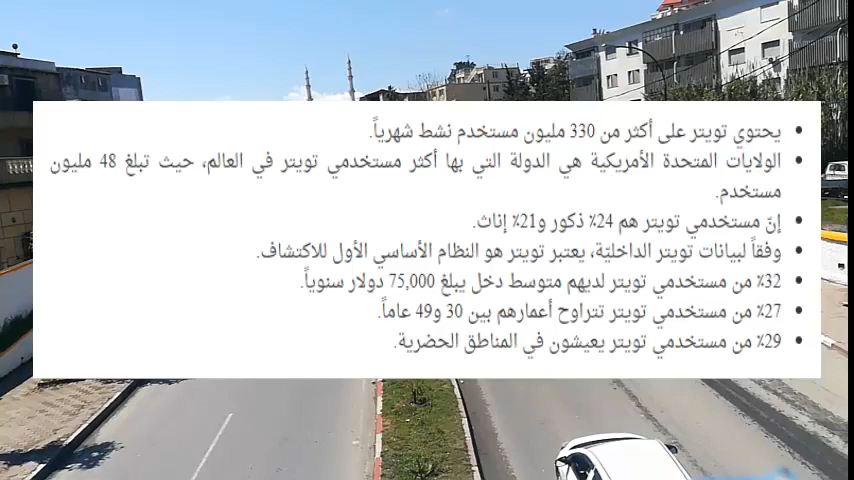 • يحتوي تويتر على أكثر من 330 مليون مستخدم نشط شهرياً.
• الولايات المتحدة الأمريكية هي الدولة التي بها أكثر مستخدمي تويتر في العالم، حيث تبلغ 48 مليون
مستخدم.
• إنّ مستخدمي تويتر هم 24٪ ذكور و21٪ إناث.
• وفقاً لبيانات تويتر الداخليّة، يعتبر تويتر هو النظام الأساسي الأول للاكتشاف.
• 32٪ من مستخدمي تويتر لديهم متوسط دخل يبلغ 75,000 دولار سنوياً.
• 27٪ من مستخدمي تويتر تتراوح أعمارهم بين 30 و49 عاماً.
• 29٪ من مستخدمي تويتر يعيشون في المناطق الحضرية.